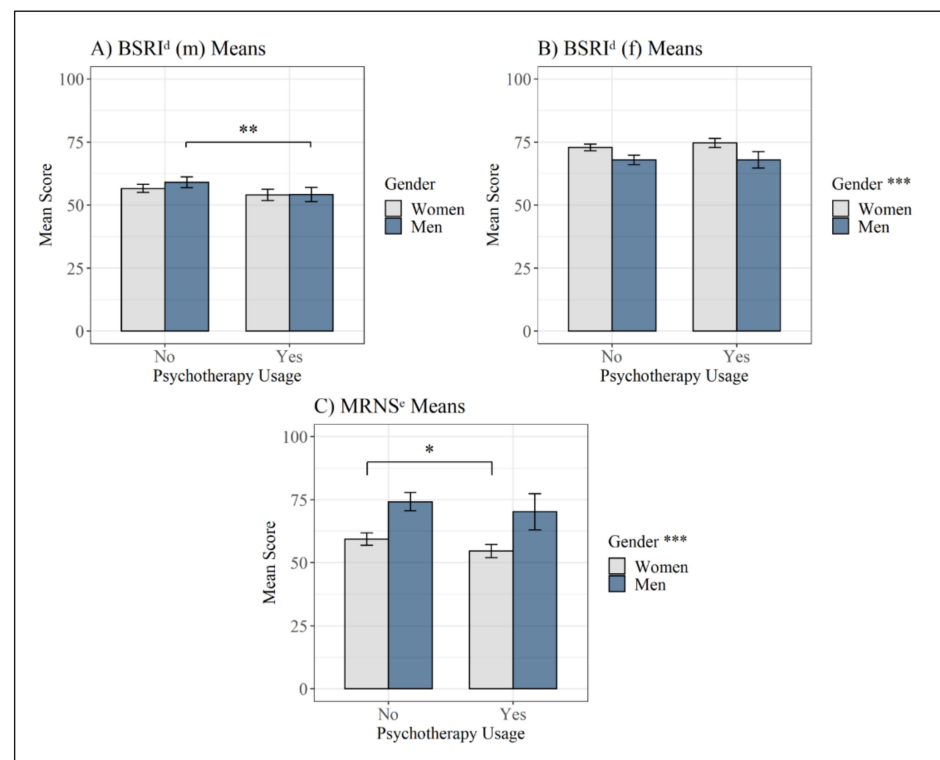 A) BSRIᵈ (m) Means
100
75
50
25
0
**
Mean Score
No
Yes
Psychotherapy Usage
Gender
Women
Men
B) BSRIᵈ (f) Means
100
75
50
25
0
Mean Score
No
Yes
Psychotherapy Usage
Gender ***
Women
Men
C) MRNSᵉ Means
100
75
50
25
0
*
Mean Score
No
Yes
Psychotherapy Usage
Gender ***
Women
Men